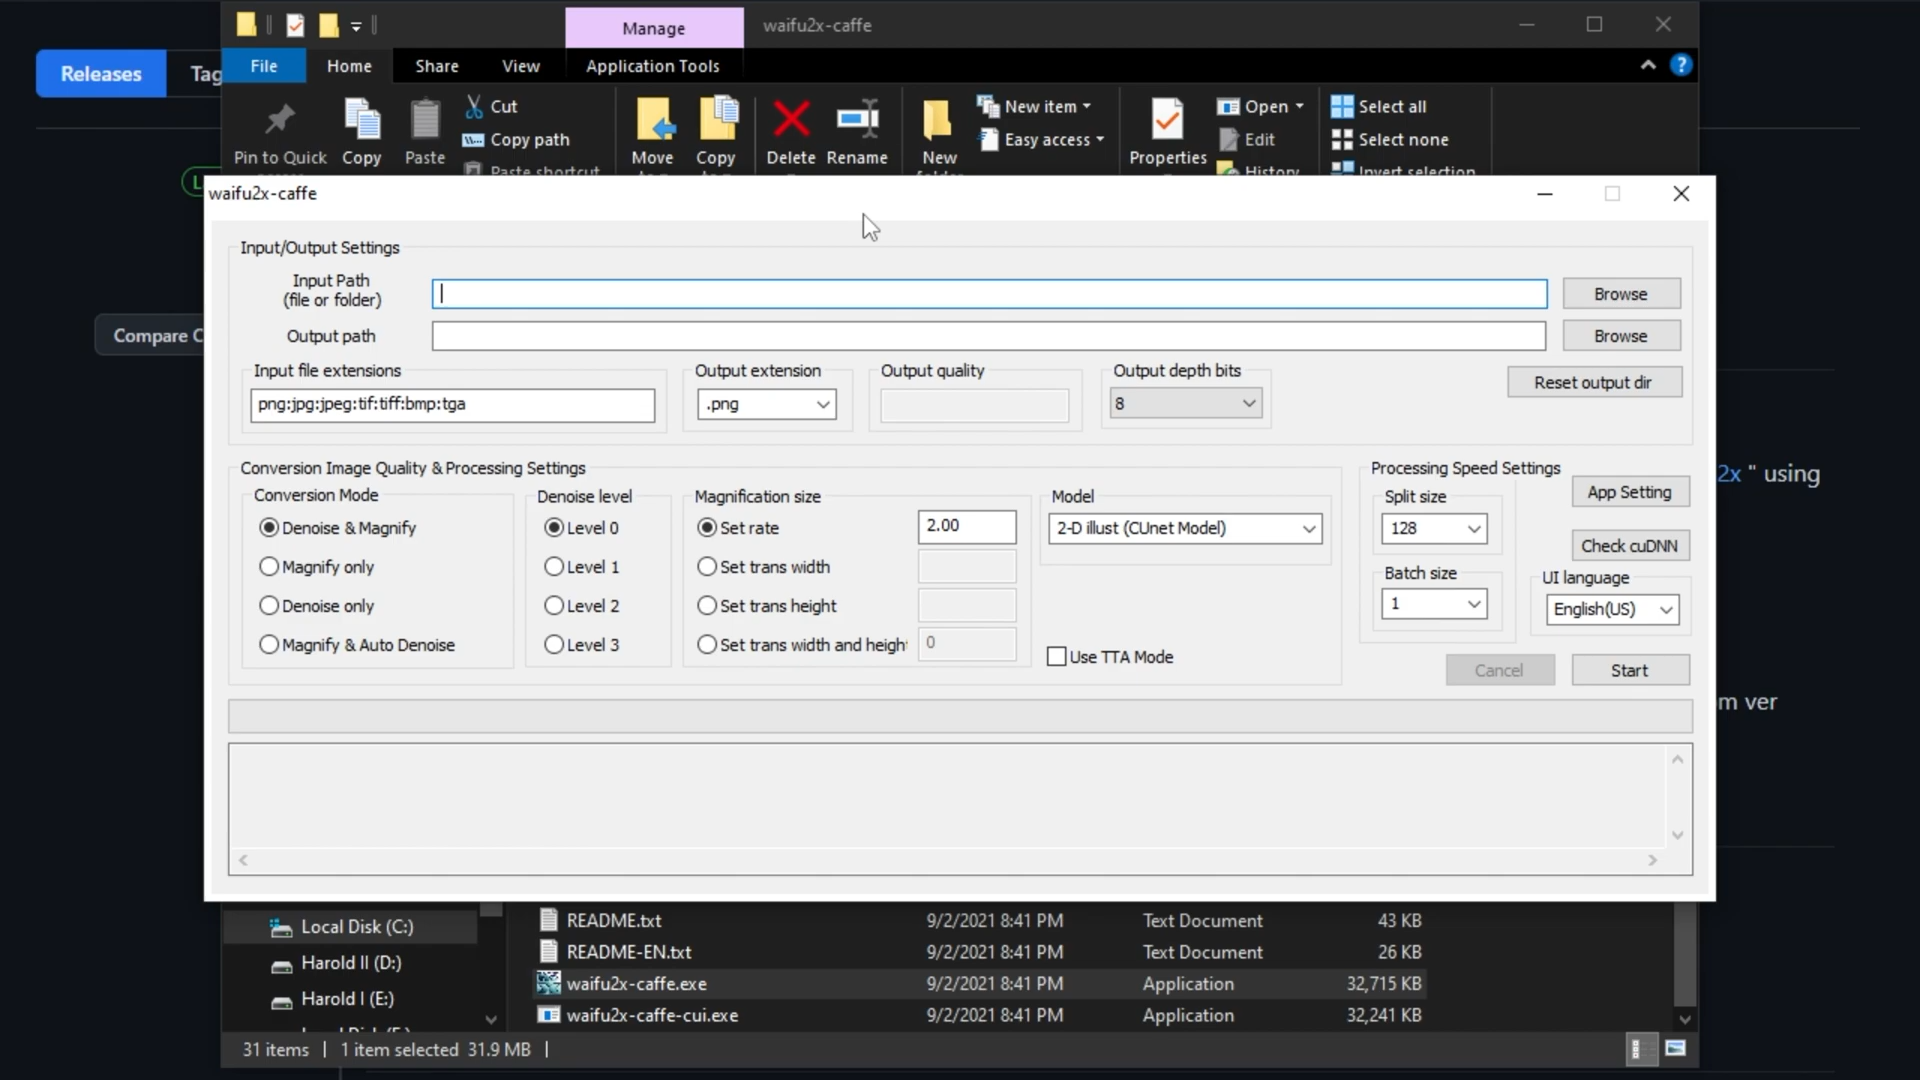 Manage
waifu2x-caffe
Releases
Tag
File
Home
Share
View
Application Tools
Pin to Quick
Copy
Paste
Cut
Copy path
Paste shortcut
Move
Copy
Delete
Rename
New
New item
Easy access
Properties
Open
Edit
History
Select all
Select none
Invert selection
waifu2x-caffe
Input/Output Settings
Input Path
(file or folder)
Browse
Output path
Browse
Compare C
Input file extensions
png:jpg:jpeg:tif:tiff:bmp:tga
Output extension
.png
Output quality
Output depth bits
8
Reset output dir
Conversion Image Quality & Processing Settings
Conversion Mode
Denoise & Magnify
Magnify only
Denoise only
Magnify & Auto Denoise
Denoise level
Level 0
Level 1
Level 2
Level 3
Magnification size
Set rate
2.00
Set trans width
Set trans height
Set trans width and height
0
Model
2-D illust (CUnet Model)
Use TTA Mode
Processing Speed Settings
Split size
128
Batch size
1
App Setting
Check cuDNN
UI language
English(US)
Cancel
Start
2x " using
m ver
Local Disk (C:)
Harold II (D:)
Harold I (E:)
README.txt 9/2/2021 8:41 PM Text Document 43 KB
README-EN.txt 9/2/2021 8:41 PM Text Document 26 KB
waifu2x-caffe.exe 9/2/2021 8:41 PM Application 32,715 KB
waifu2x-caffe-cui.exe 9/2/2021 8:41 PM Application 32,241 KB
31 items
1 item selected 31.9 MB